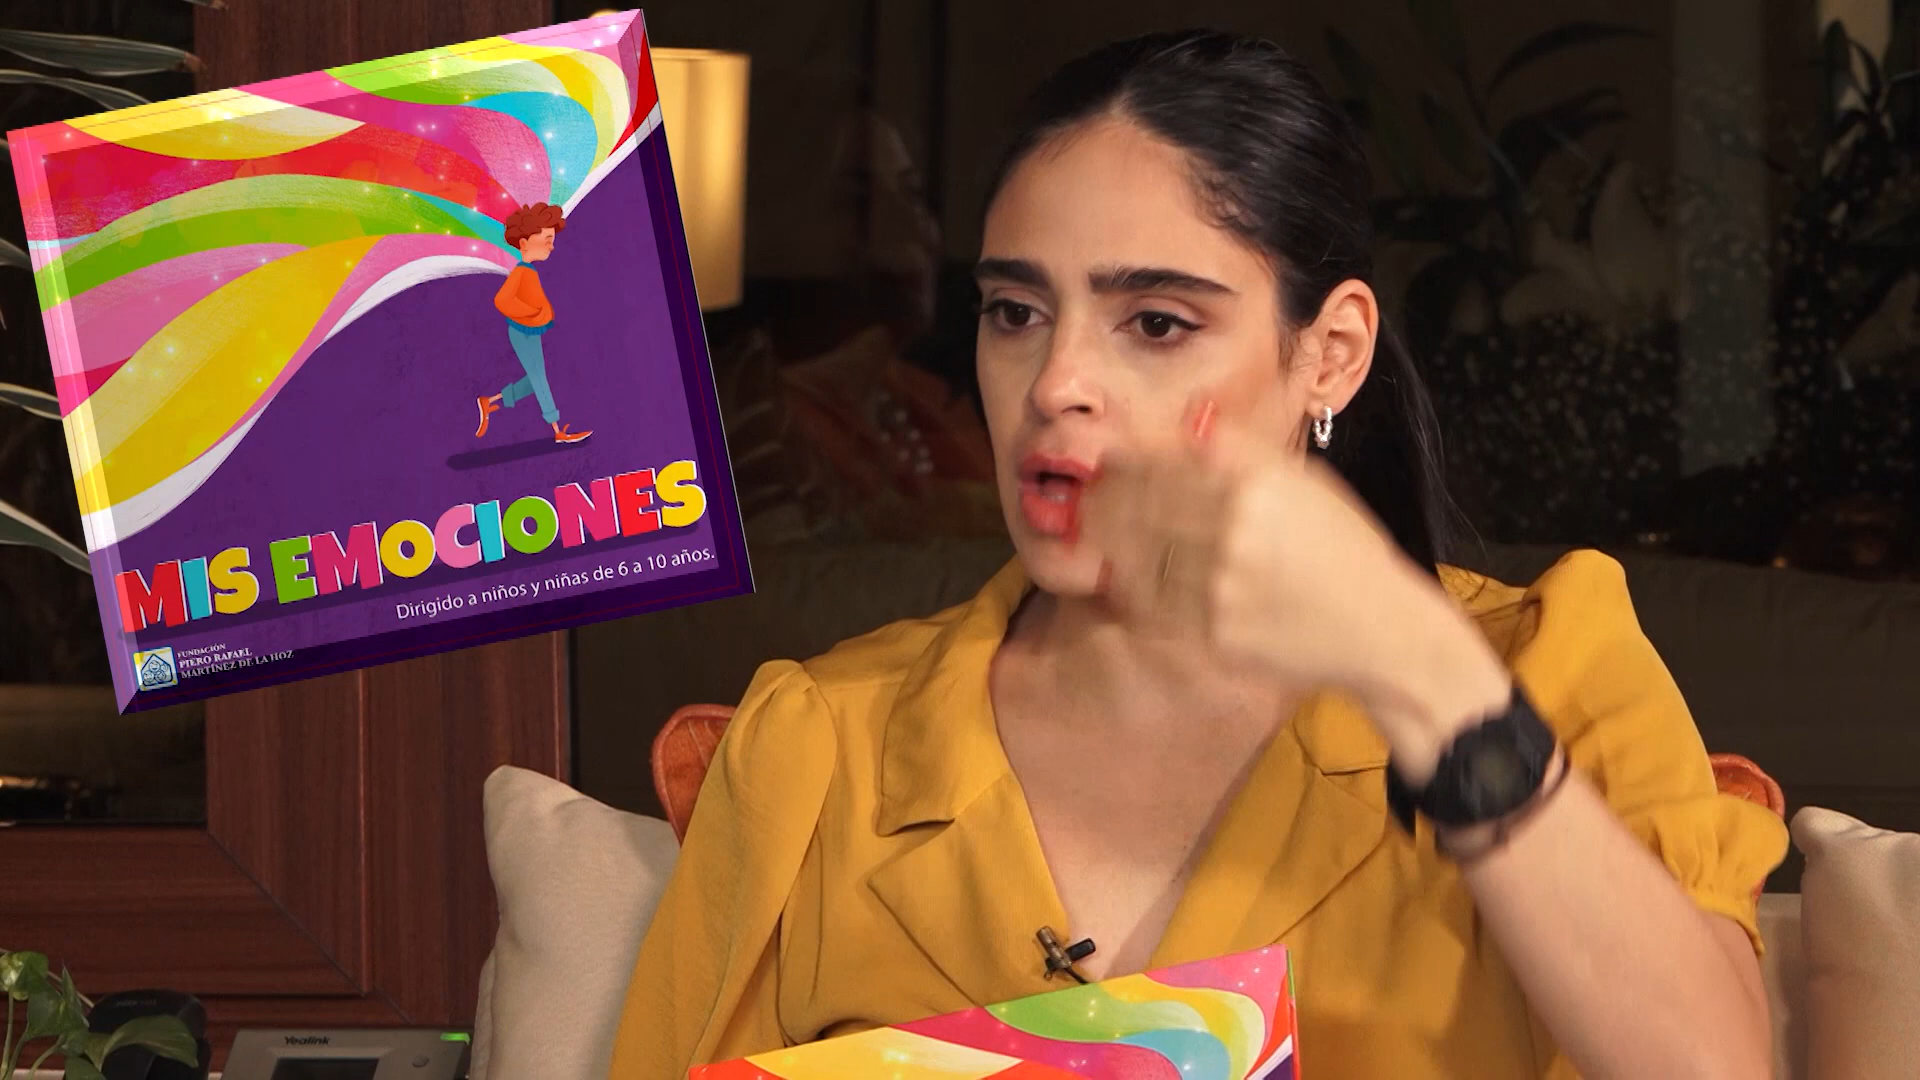 MIS EMOCIONES
Dirigido a niños y niñas de 6 a 10 años.
FUNDACIÓN
PIERO RAFAEL
MARTÍNEZ DE LA HOZ
Yealink